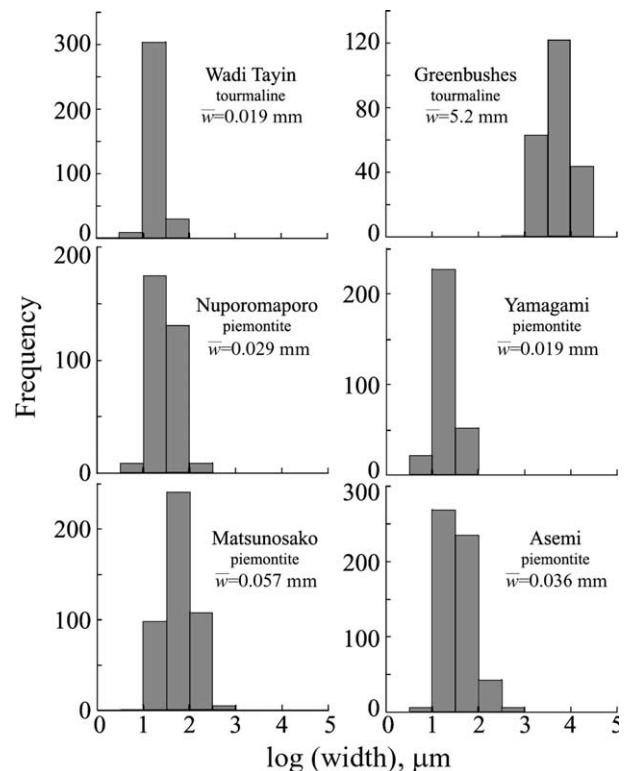 Frequency
300
200
100
0
Wadi Tayin
tourmaline
w̅=0.019 mm
120
80
40
0
Greenbushes
tourmaline
w̅=5.2 mm
200
100
0
Nuporomaporo
piemontite
w̅=0.029 mm
200
100
0
Yamagami
piemontite
w̅=0.019 mm
200
100
0
Matsunosako
piemontite
w̅=0.057 mm
300
200
100
0
Asemi
piemontite
w̅=0.036 mm
0 1 2 3 4 5
0 1 2 3 4 5
log (width), μm